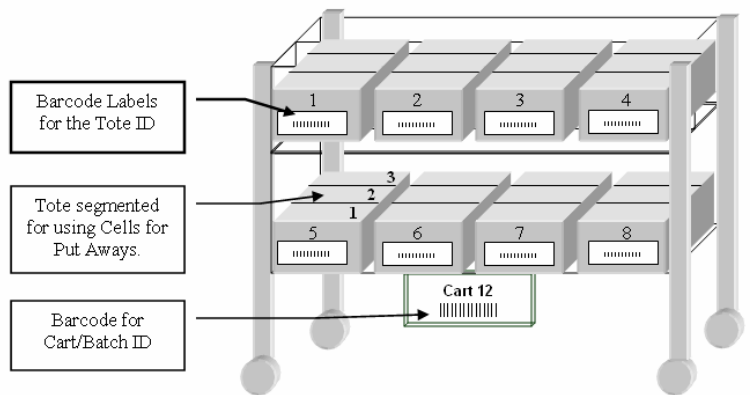 Barcode Labels
for the Tote ID
1 2 3 4
Tote segmented
for using Cells for
Put Aways.
3
2
1
5 6 7 8
Cart 12
Barcode for
Cart/Batch ID